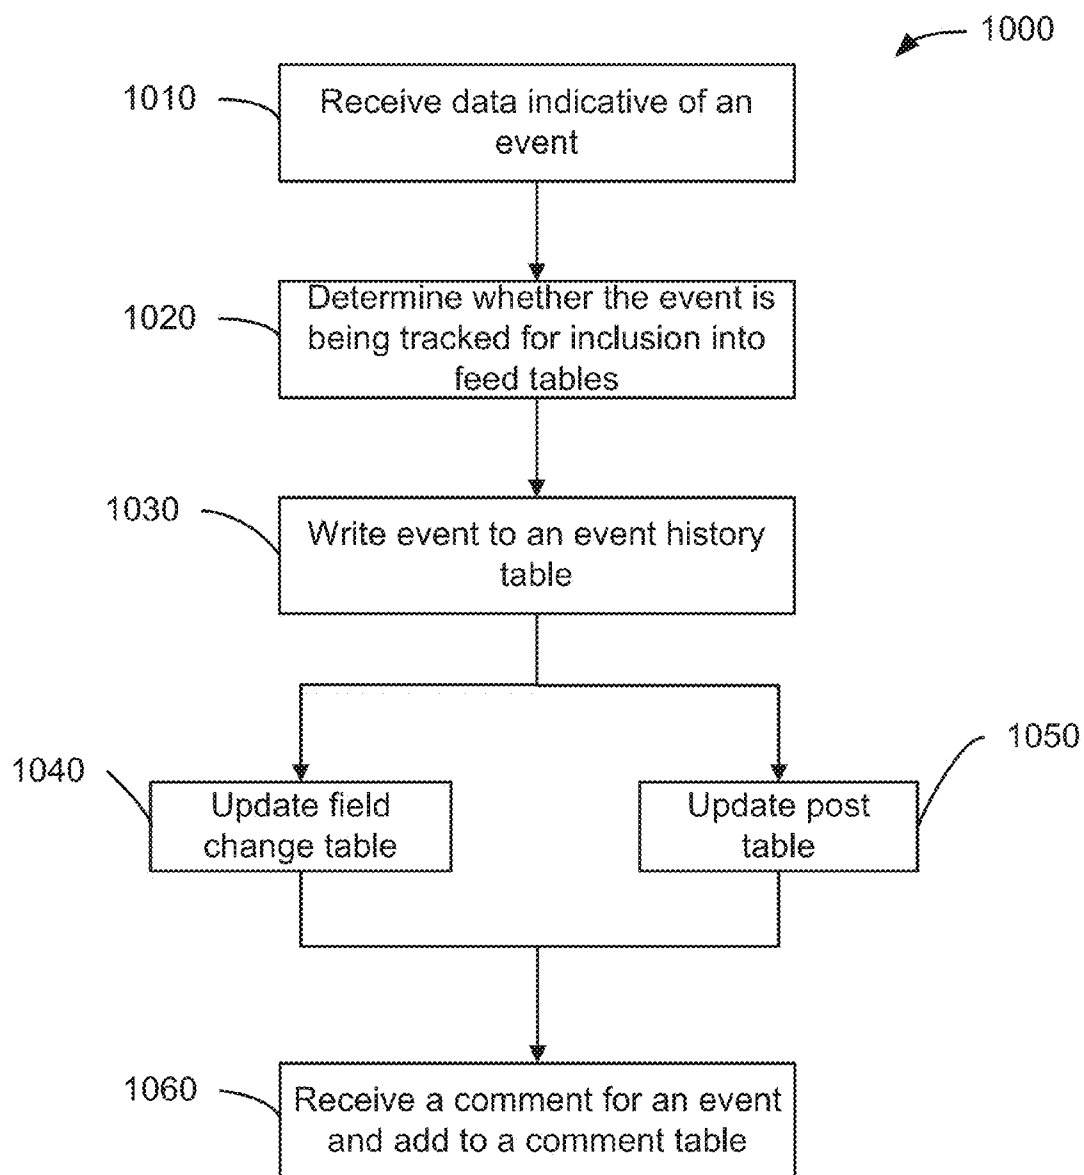 1000
1010
Receive data indicative of an
event
1020
Determine whether the event is
being tracked for inclusion into
feed tables
1030
Write event to an event history
table
1040
Update field
change table
1050
Update post
table
1060
Receive a comment for an event
and add to a comment table